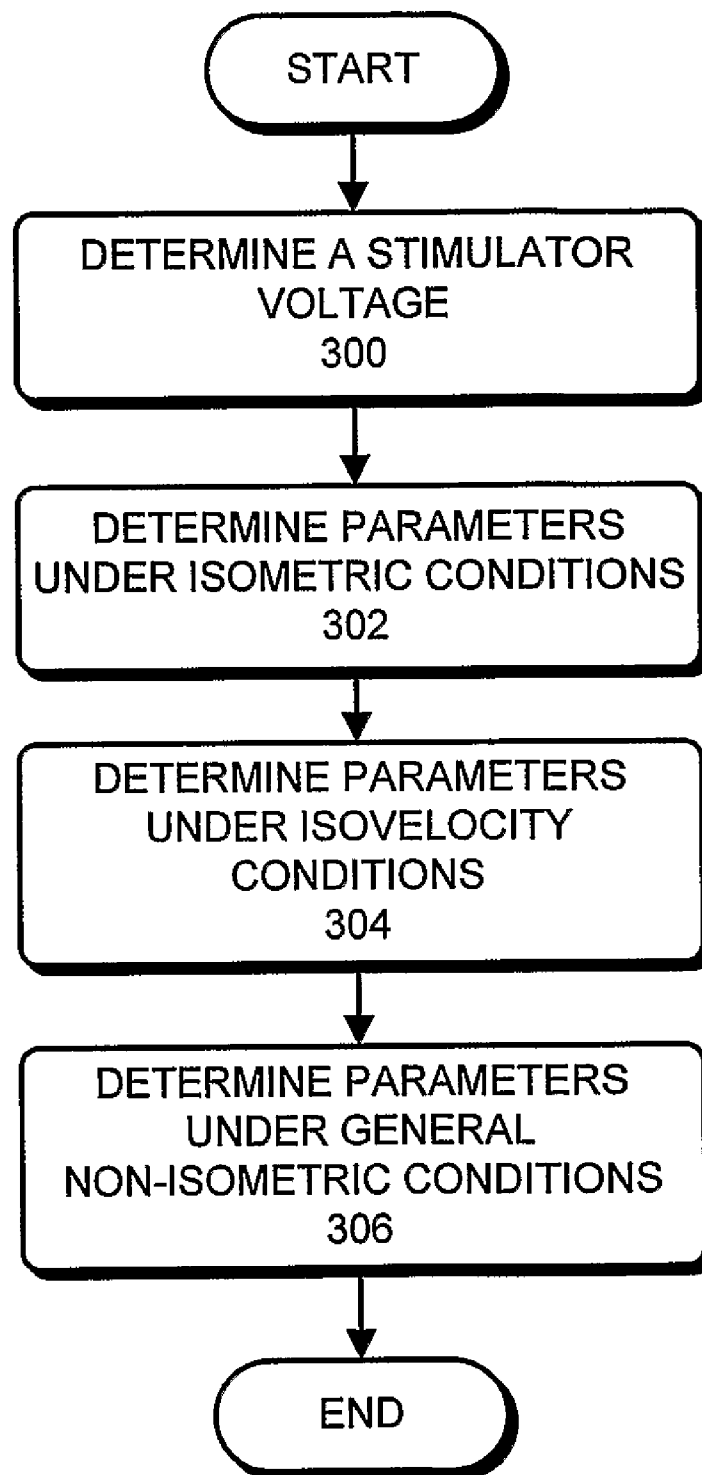 START
DETERMINE A STIMULATOR
VOLTAGE
300
DETERMINE PARAMETERS
UNDER ISOMETRIC CONDITIONS
302
DETERMINE PARAMETERS
UNDER ISOVELOCITY
CONDITIONS
304
DETERMINE PARAMETERS
UNDER GENERAL
NON-ISOMETRIC CONDITIONS
306
END